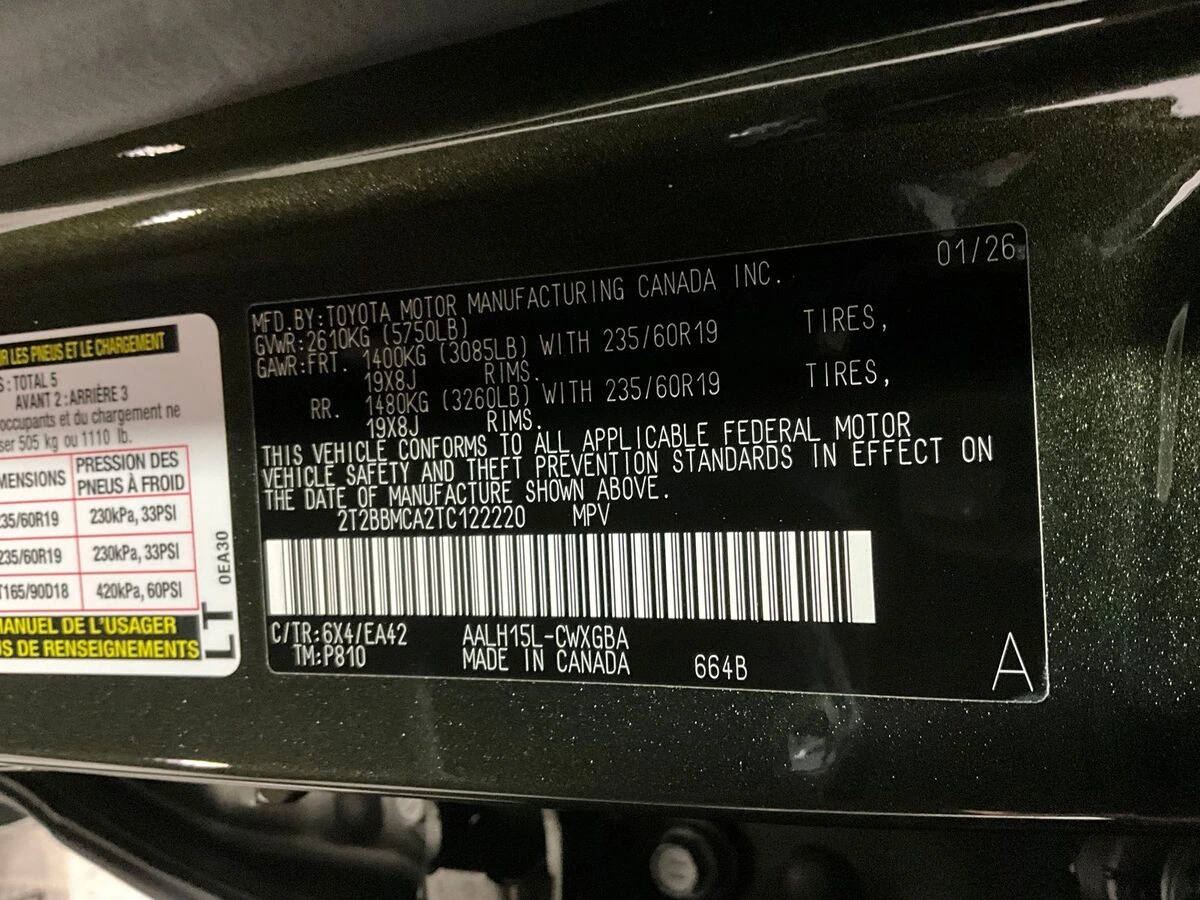 R LES PNEUS ET LE CHARGEMENT
S : TOTAL 5
AVANT 2 : ARRIÈRE 3
occupants et du chargement ne
ser 505 kg ou 1110 lb.
MENSIONS PRESSION DES PNEUS À FROID
235/60R19 230kPa, 33PSI
235/60R19 230kPa, 33PSI
T165/90D18 420kPa, 60PSI
MANUEL DE L'USAGER
US DE RENSEIGNEMENTS
0EA30
LT
01/26
MFD.BY:TOYOTA MOTOR MANUFACTURING CANADA INC.
GVWR:2610KG (5750LB)
GAWR:FRT. 1400KG (3085LB) WITH 235/60R19 TIRES,
19X8J RIMS.
RR. 1480KG (3260LB) WITH 235/60R19 TIRES,
19X8J RIMS.
THIS VEHICLE CONFORMS TO ALL APPLICABLE FEDERAL MOTOR
VEHICLE SAFETY AND THEFT PREVENTION STANDARDS IN EFFECT ON
THE DATE OF MANUFACTURE SHOWN ABOVE.
2T2BBMCA2TC122220 MPV
C/TR:6X4/EA42 AALH15L-CWXGBA
TM:P810 MADE IN CANADA 664B
A